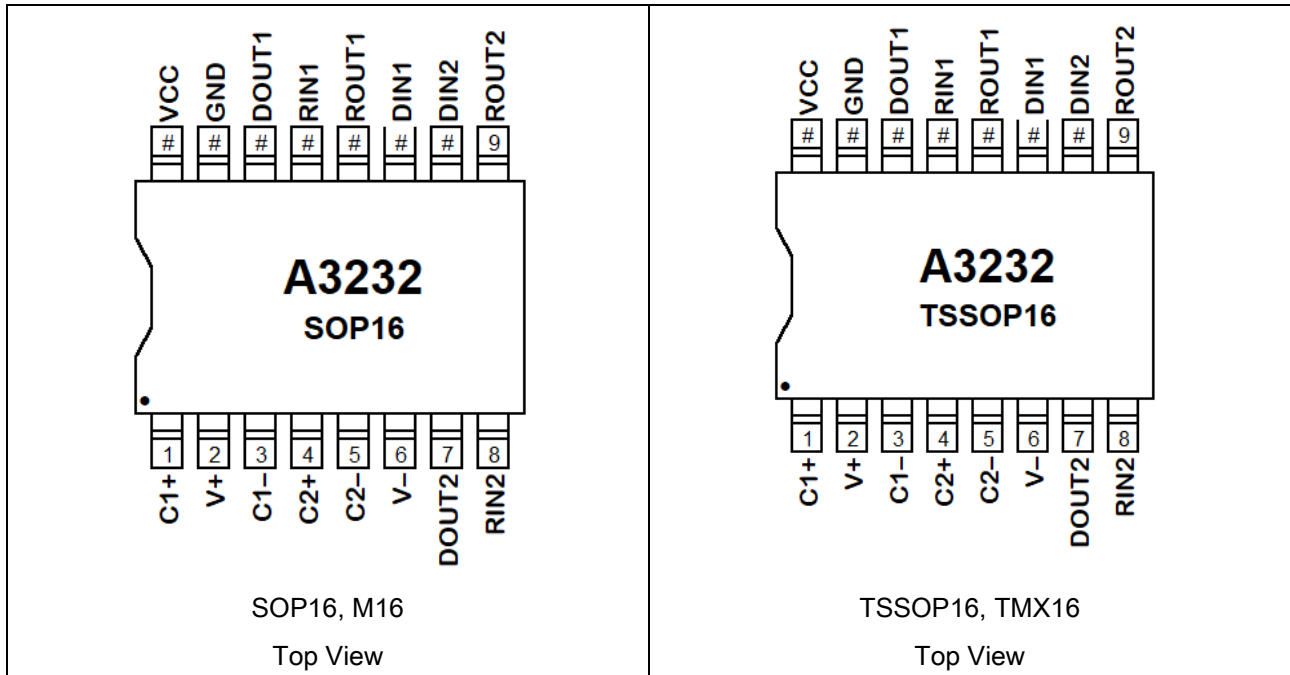 VCC GND DOUT1 RIN1 ROUT1 DIN1 DIN2 ROUT2
# # # # # # # 9
A3232
SOP16
1 2 3 4 5 6 7 8
C1+ V+ C1– C2+ C2– V– DOUT2 RIN2
SOP16, M16
Top View
VCC GND DOUT1 RIN1 ROUT1 DIN1 DIN2 ROUT2
# # # # # # # 9
A3232
TSSOP16
1 2 3 4 5 6 7 8
C1+ V+ C1– C2+ C2– V– DOUT2 RIN2
TSSOP16, TMX16
Top View